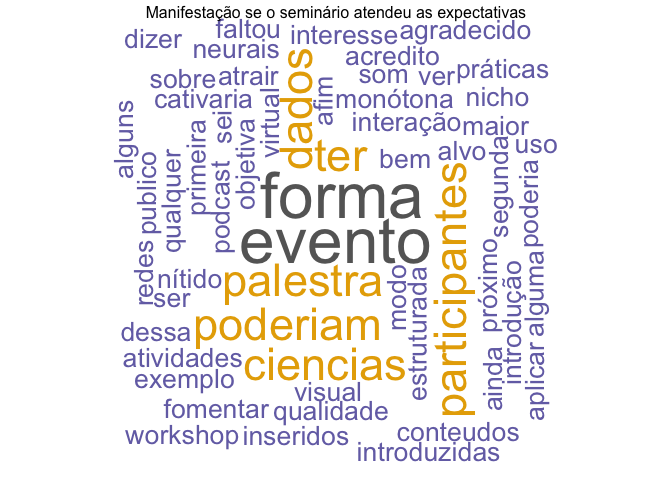 Manifestação se o seminário atendeu as expectativas
faltou
dizer
interesse
agradecido
neurais
acredito
sobre
atrair
dados
som
ver
práticas
cativaria
afim
monótona
nicho
alguns
virtual
sei
interação
maior
primeira
objetiva
ter
bem
alvo
uso
publico
qualquer
podcast
forma
participantes
segunda
poderia
redes
evento
nítido
palestra
modo
próximo
ser
estruturada
introdução
alguma
dessa
poderiam
atividades
ciencias
ainda
aplicar
exemplo
visual
fomentar
qualidade
workshop
inseridos
conteudos
introduzidas